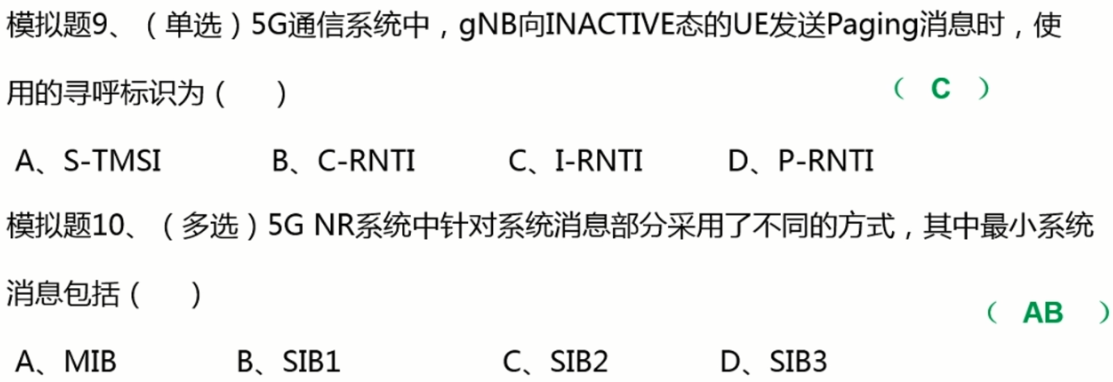 模拟题9、（单选）5G通信系统中，gNB向INACTIVE态的UE发送Paging消息时，使
用的寻呼标识为（ ） （ C ）
A、S-TMSI B、C-RNTI C、I-RNTI D、P-RNTI
模拟题10、（多选）5G NR系统中针对系统消息部分采用了不同的方式，其中最小系统
消息包括（ ） （ AB ）
A、MIB B、SIB1 C、SIB2 D、SIB3